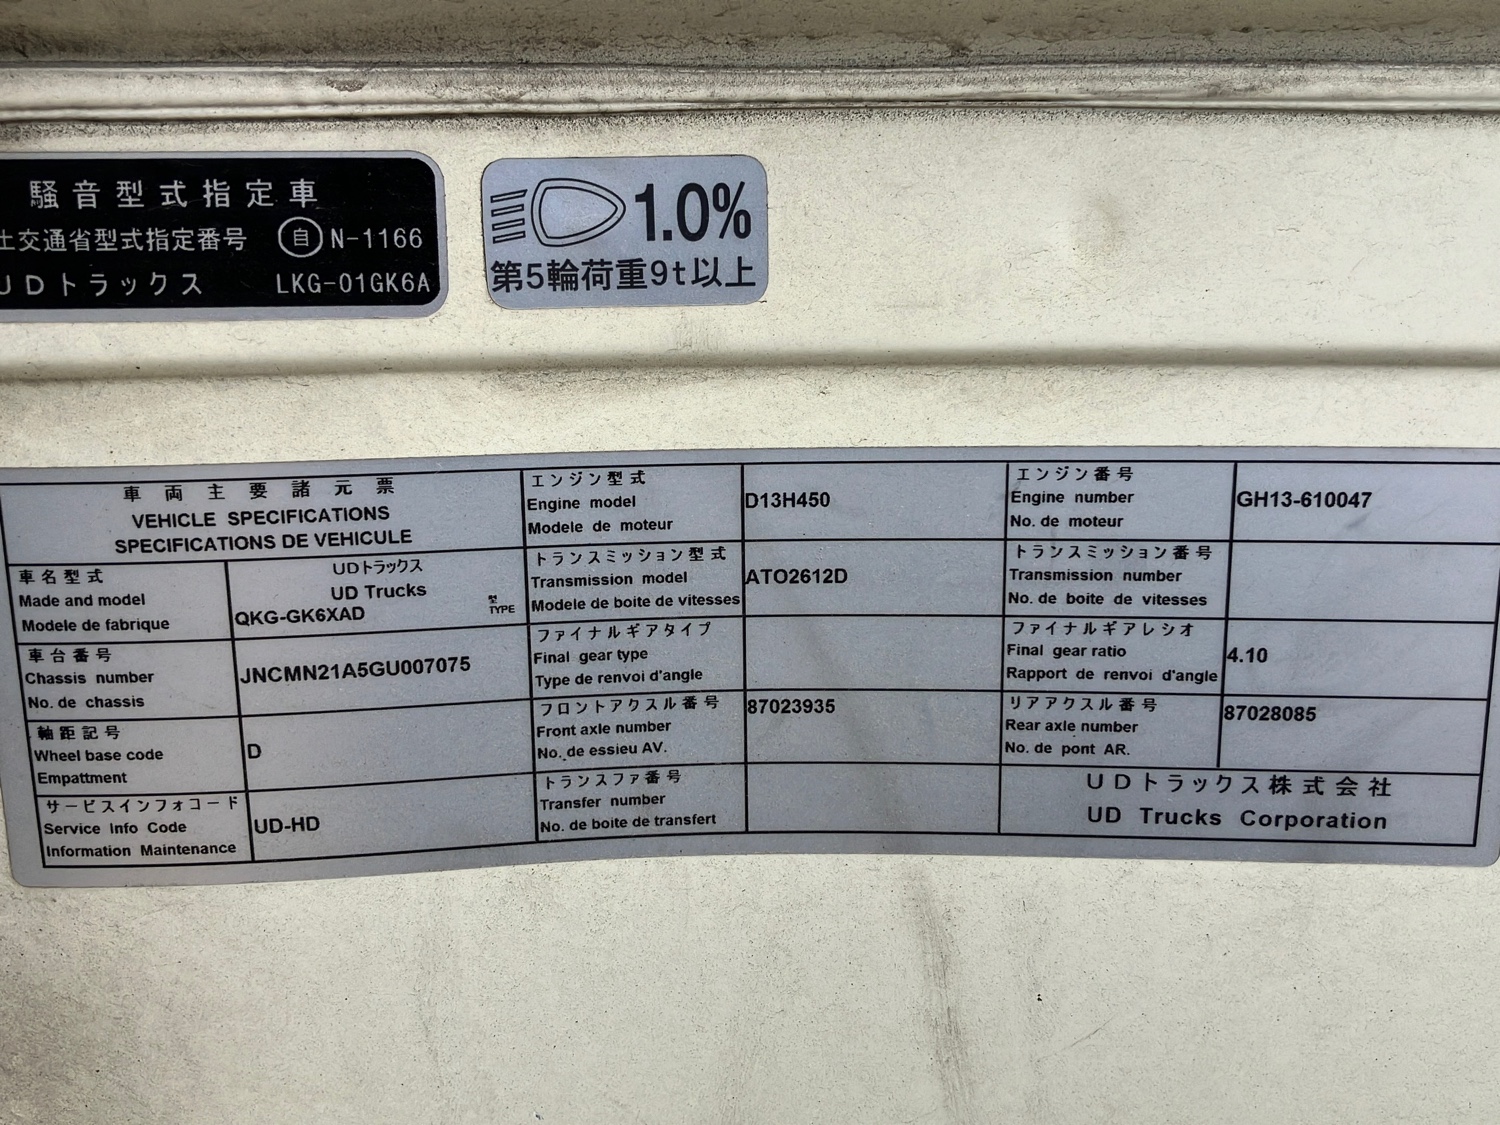 騒音型式指定車
土交通省型式指定番号 自 N-1166
UDトラックス LKG-01GK6A
1.0%
第5輪荷重9t以上
車両主要諸元票
VEHICLE SPECIFICATIONS
SPECIFICATIONS DE VEHICULE
車名型式
Made and model
Modele de fabrique
UDトラックス
UD Trucks
QKG-GK6XAD
型
TYPE
車台番号
Chassis number
No. de chassis
JNCMN21A5GU007075
軸距記号
Wheel base code
Empattment
D
サービスインフォコード
Service Info Code
Information Maintenance
UD-HD
エンジン型式
Engine model
Modele de moteur
D13H450
トランスミッション型式
Transmission model
Modele de boite de vitesses
ATO2612D
ファイナルギアタイプ
Final gear type
Type de renvoi d'angle
フロントアクスル番号
Front axle number
No. de essieu AV.
87023935
トランスファ番号
Transfer number
No. de boite de transfert
エンジン番号
Engine number
No. de moteur
GH13-610047
トランスミッション番号
Transmission number
No. de boite de vitesses
ファイナルギアレシオ
Final gear ratio
Rapport de renvoi d'angle
4.10
リアアクスル番号
Rear axle number
No. de pont AR.
87028085
UDトラックス株式会社
UD Trucks Corporation